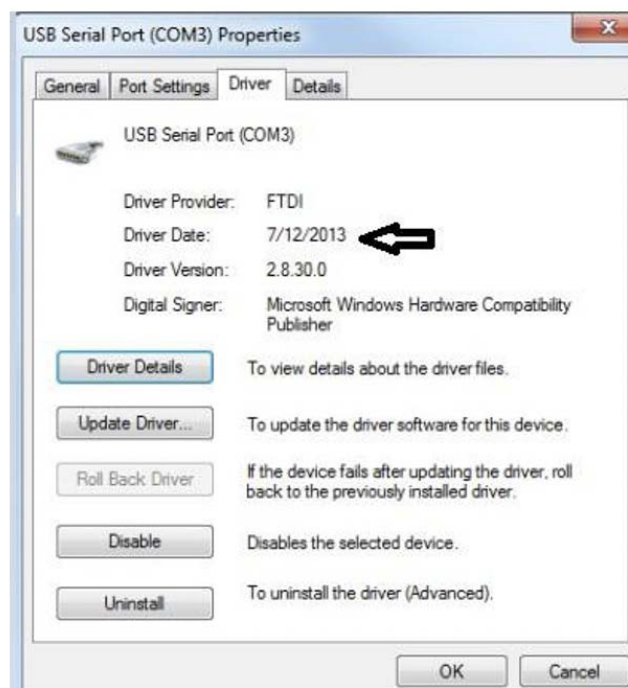 USB Serial Port (COM3) Properties
General Port Settings Driver Details
USB Serial Port (COM3)
Driver Provider: FTDI
Driver Date: 7/12/2013
Driver Version: 2.8.30.0
Digital Signer: Microsoft Windows Hardware Compatibility
Publisher
Driver Details To view details about the driver files.
Update Driver... To update the driver software for this device.
Roll Back Driver If the device fails after updating the driver, roll
back to the previously installed driver.
Disable Disables the selected device.
Uninstall To uninstall the driver (Advanced).
OK Cancel